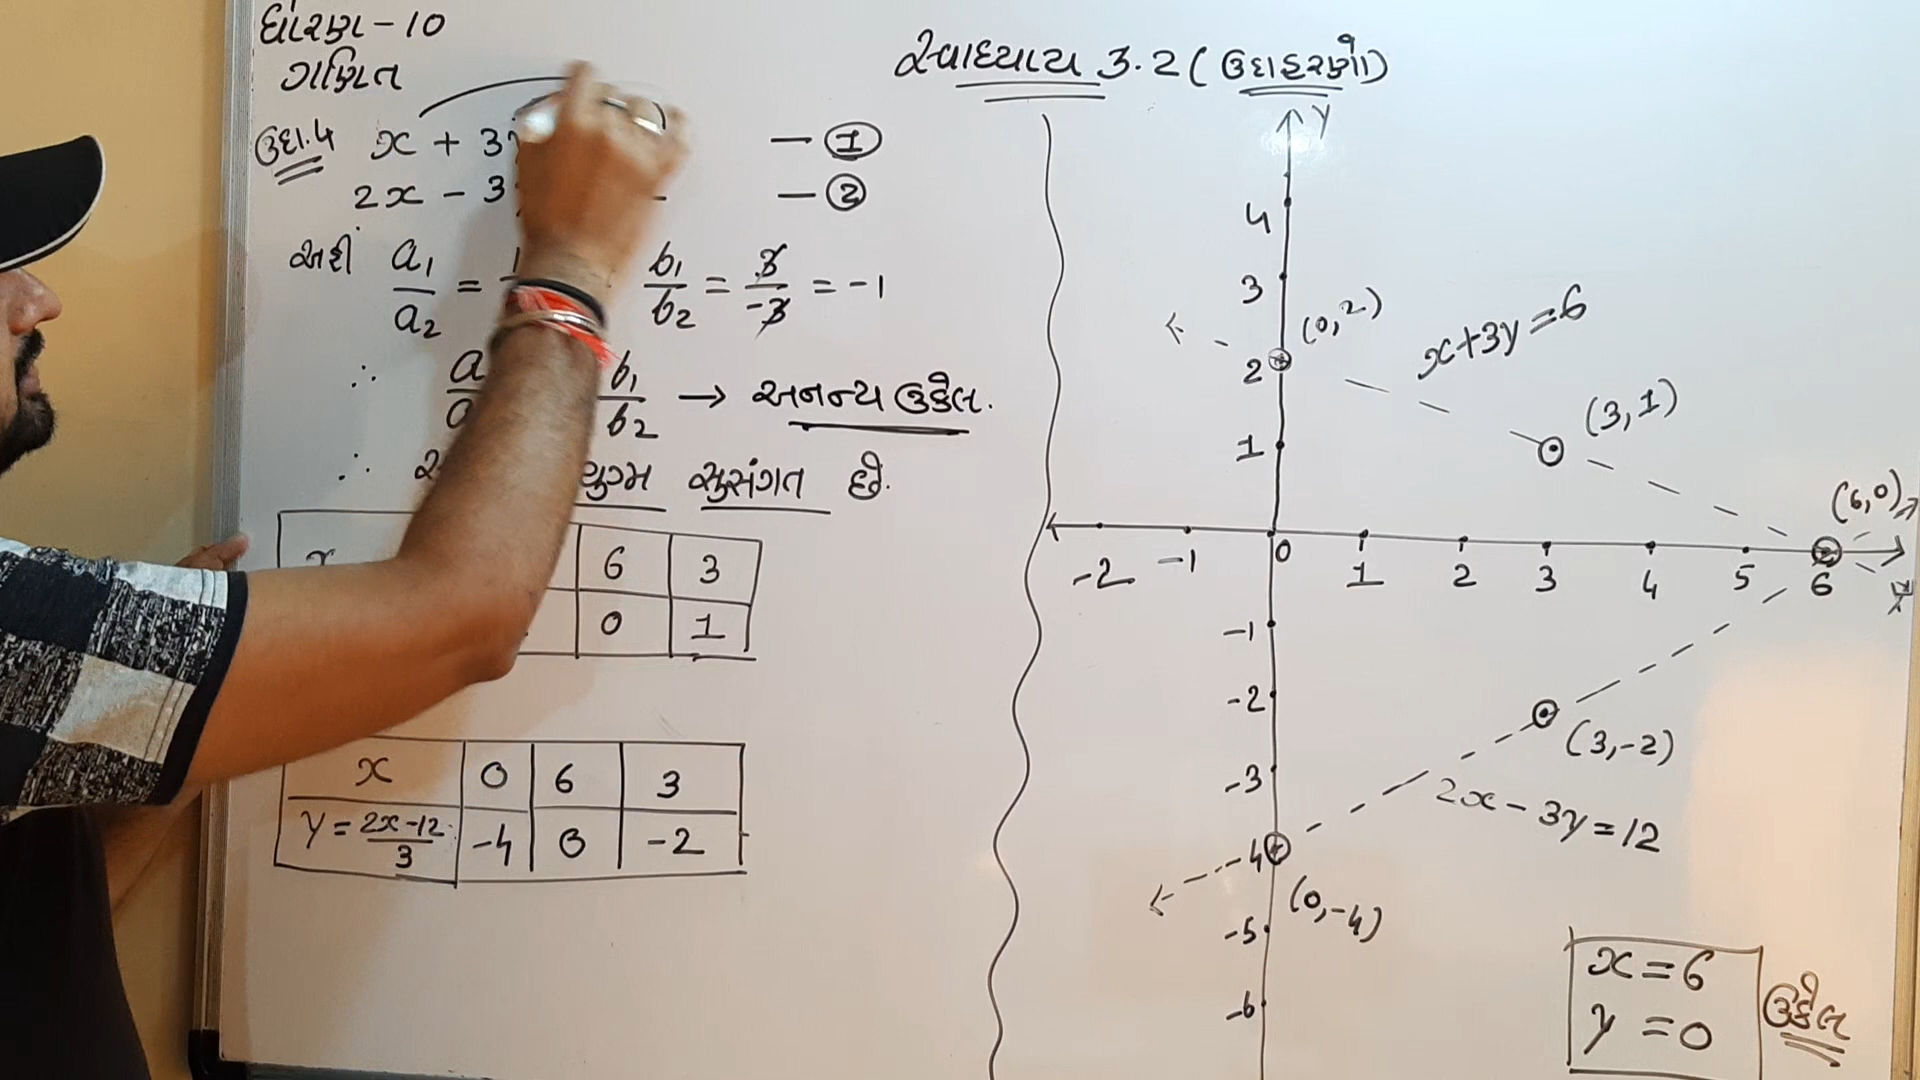 ધોરણ - 10
ગણિત
સ્વાધ્યાય 3.2 ( ઉદાહરણો )
ઉદા.4 x + 3 — ①
2x - 3 — ②
અહીં a₁/a₂ = b₁/b₂ = 3/-3 = -1
∴ a b₁/b₂ → અનન્ય ઉકેલ.
∴ યુગ્મ સુસંગત છે.
x 6 3
0 1
x 0 6 3
y = 2x-12/3 -4 0 -2
Y
4
3
2
1
0
-1
-2
-3
-4
-5
-6
-2 -1 1 2 3 4 5 6
X
(0, 2)
x+3y=6
(3, 1)
(6, 0)
(3, -2)
2x - 3y = 12
(0, -4)
x = 6
y = 0
ઉકેલ